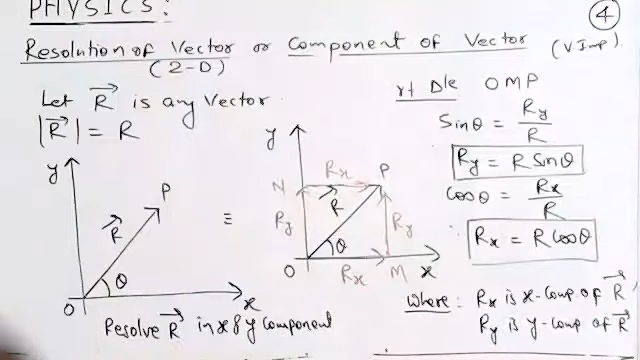 PHYSICS:
4
Resolution of Vector or Component of Vector (V Imp).
(2-D)
Let R is any Vector
|R| = R
y
P
R
θ
O
x
≡
y
N
Rx
P
R
Ry
Ry
θ
O
Rx
M
x
Resolve R in x & y component
rt Dle OMP
Sinθ = Ry/R
Ry = R Sinθ
cosθ = Rx/R
∴ Rx = R cosθ
Where: Rx is x-comp of R
Ry is y-comp of R